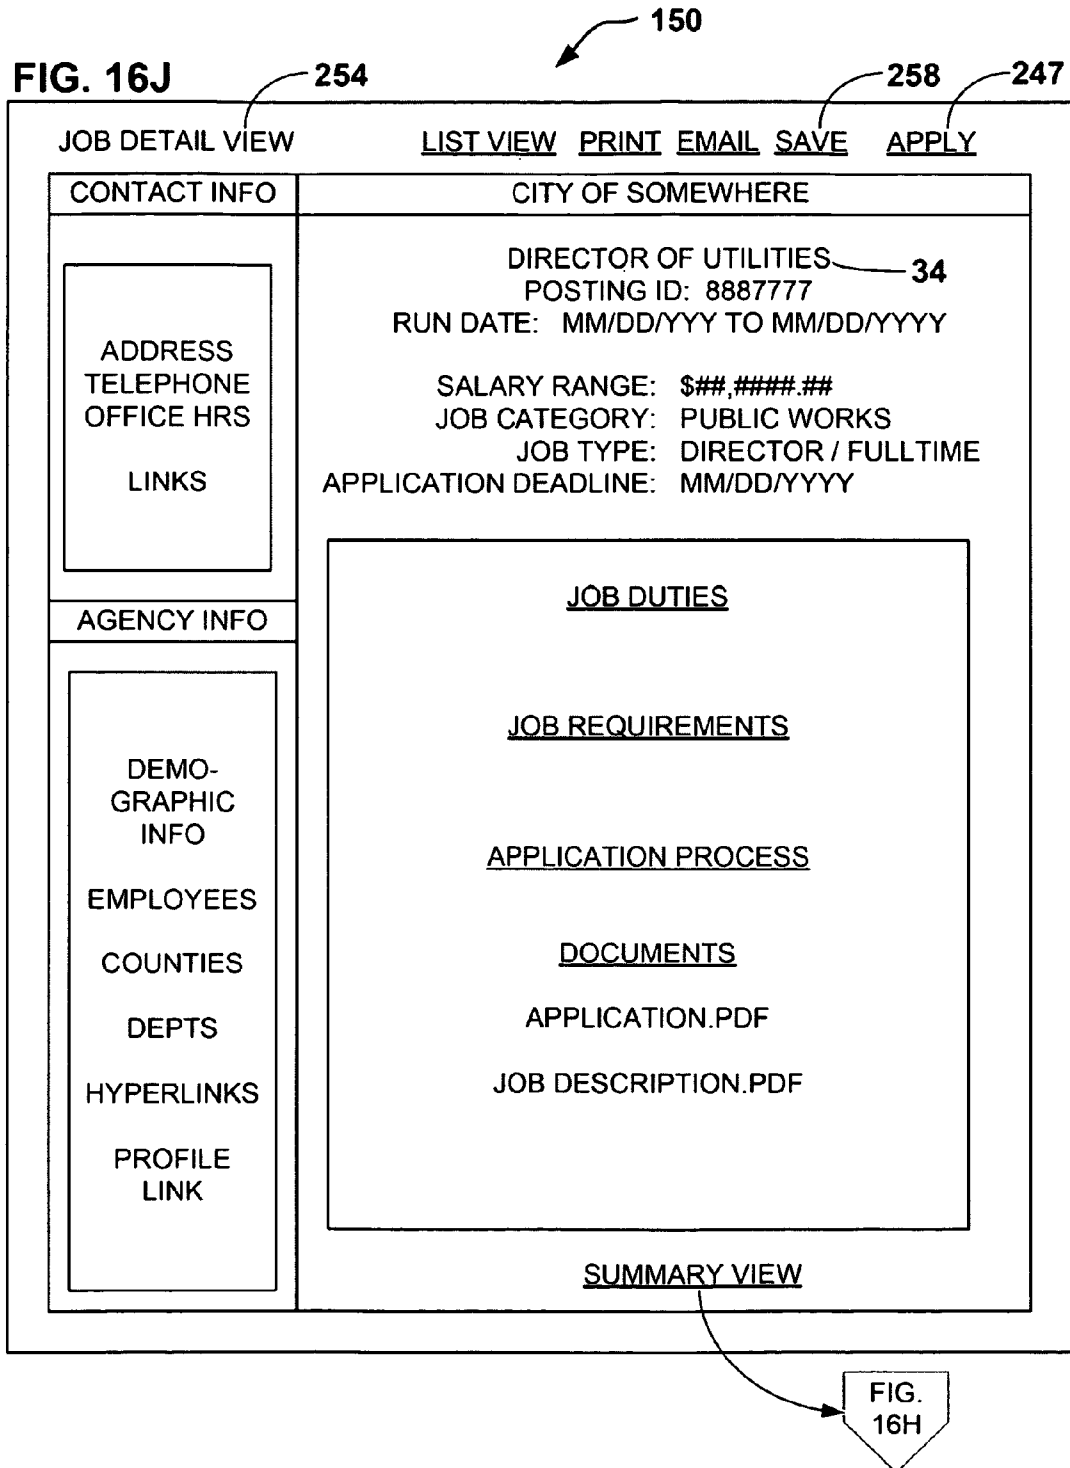 150
FIG. 16J 254 258 247
JOB DETAIL VIEW LIST VIEW PRINT EMAIL SAVE APPLY
CONTACT INFO
ADDRESS
TELEPHONE
OFFICE HRS
LINKS
AGENCY INFO
DEMO-
GRAPHIC
INFO
EMPLOYEES
COUNTIES
DEPTS
HYPERLINKS
PROFILE
LINK
CITY OF SOMEWHERE
DIRECTOR OF UTILITIES 34
POSTING ID: 8887777
RUN DATE: MM/DD/YYY TO MM/DD/YYYY
SALARY RANGE: $##,####.##
JOB CATEGORY: PUBLIC WORKS
JOB TYPE: DIRECTOR / FULLTIME
APPLICATION DEADLINE: MM/DD/YYYY
JOB DUTIES
JOB REQUIREMENTS
APPLICATION PROCESS
DOCUMENTS
APPLICATION.PDF
JOB DESCRIPTION.PDF
SUMMARY VIEW
FIG.
16H